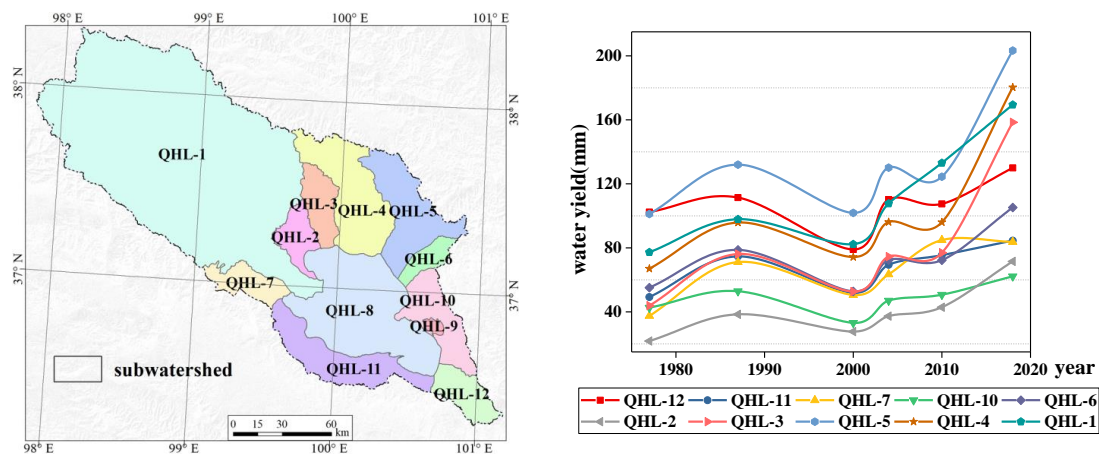 98° E 99° E 100° E 101° E
38° N
38° N
QHL-1
QHL-3
QHL-4
QHL-5
QHL-2
QHL-6
37° N
37° N
QHL-7
QHL-10
QHL-8
QHL-9
QHL-11
QHL-12
subwatershed
0 15 30 60
km
98° E 99° E 100° E 101° E
water yield(mm)
200
160
120
80
40
1980 1990 2000 2010 2020 year
QHL-12 QHL-11 QHL-7 QHL-10 QHL-6
QHL-2 QHL-3 QHL-5 QHL-4 QHL-1